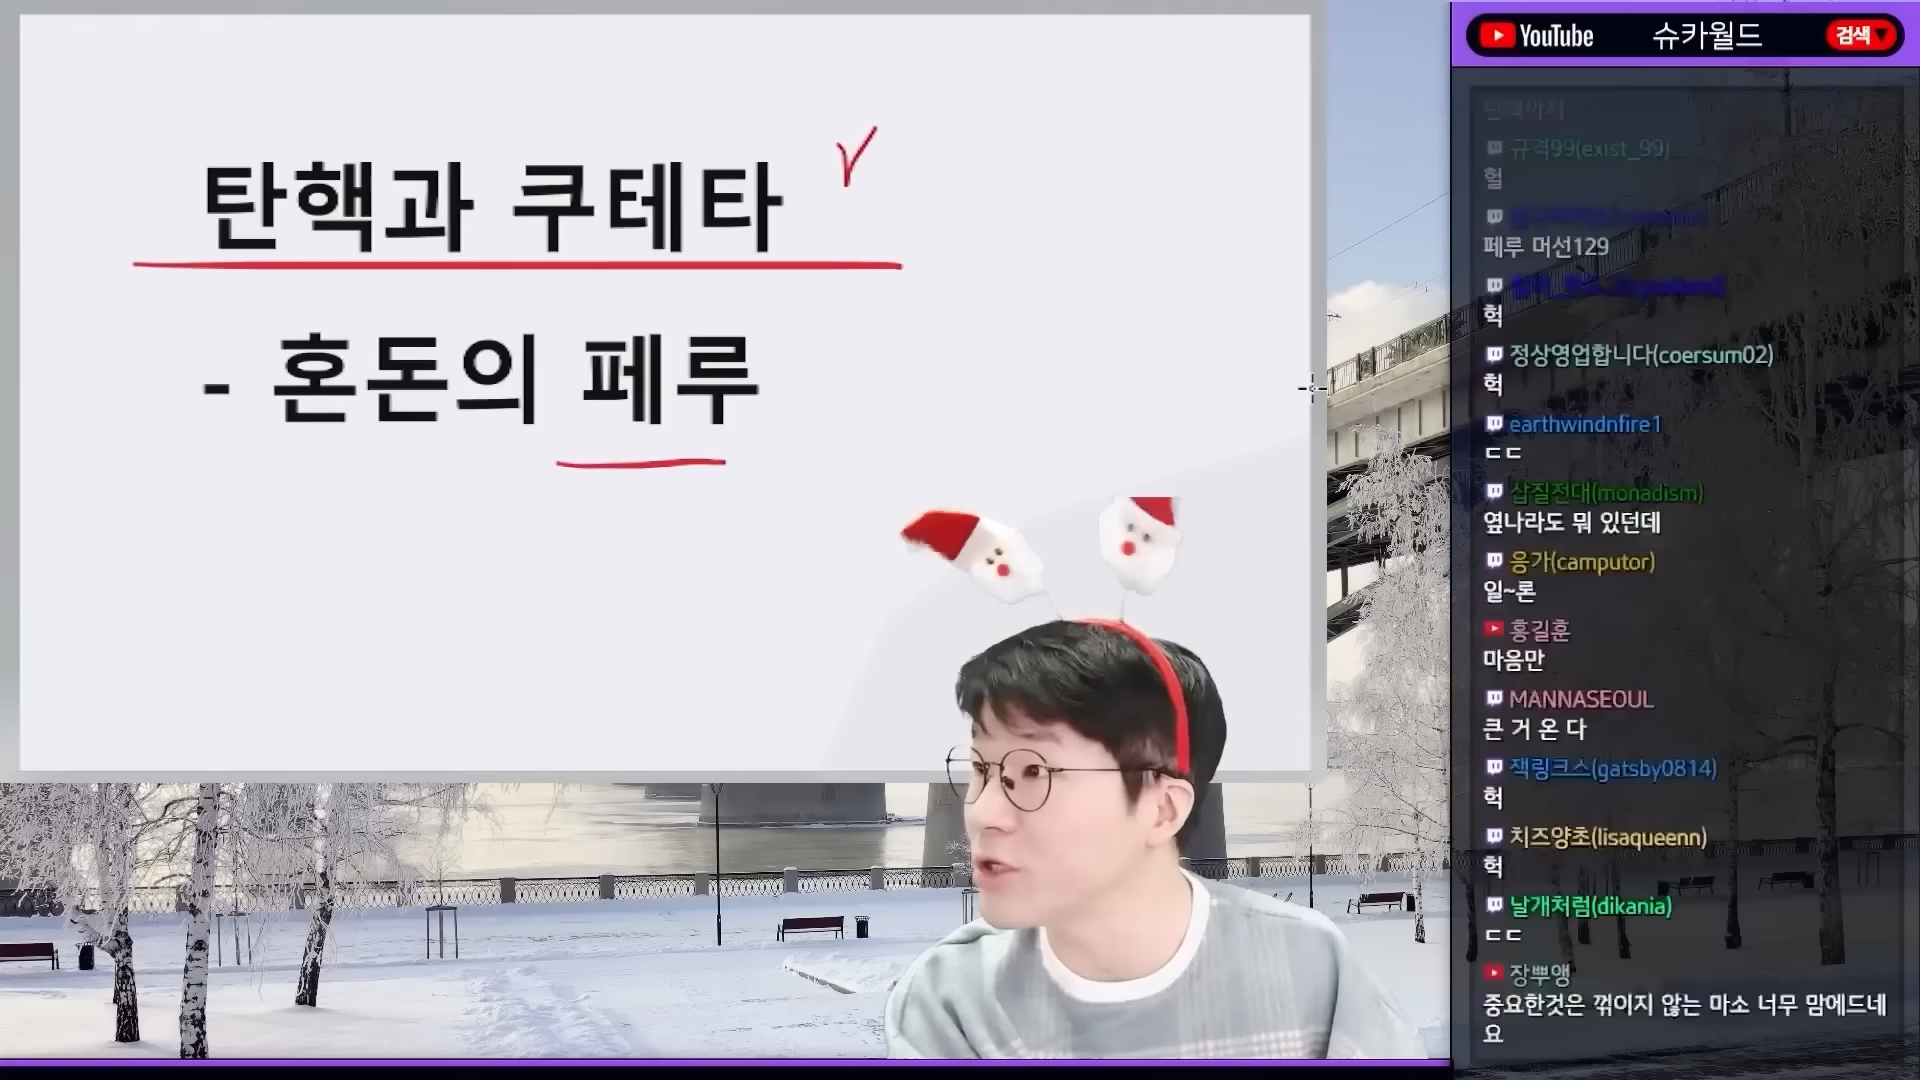 탄핵과 쿠테타
- 혼돈의 페루
YouTube 슈카월드 검색
탄핵까지
규격99(exist_99)
헐
페루 머선129
헉
정상영업합니다(coersum02)
헉
earthwindnfire1
ㄷㄷ
삽질전대(monadism)
옆나라도 뭐 있던데
응가(camputor)
일~론
홍길훈
마음만
MANNASEOUL
큰 거 온 다
잭링크스(gatsby0814)
헉
치즈양초(lisaqueenn)
헉
날개처럼(dikania)
ㄷㄷ
장뿌앵
중요한것은 꺾이지 않는 마소 너무 맘에드네
요